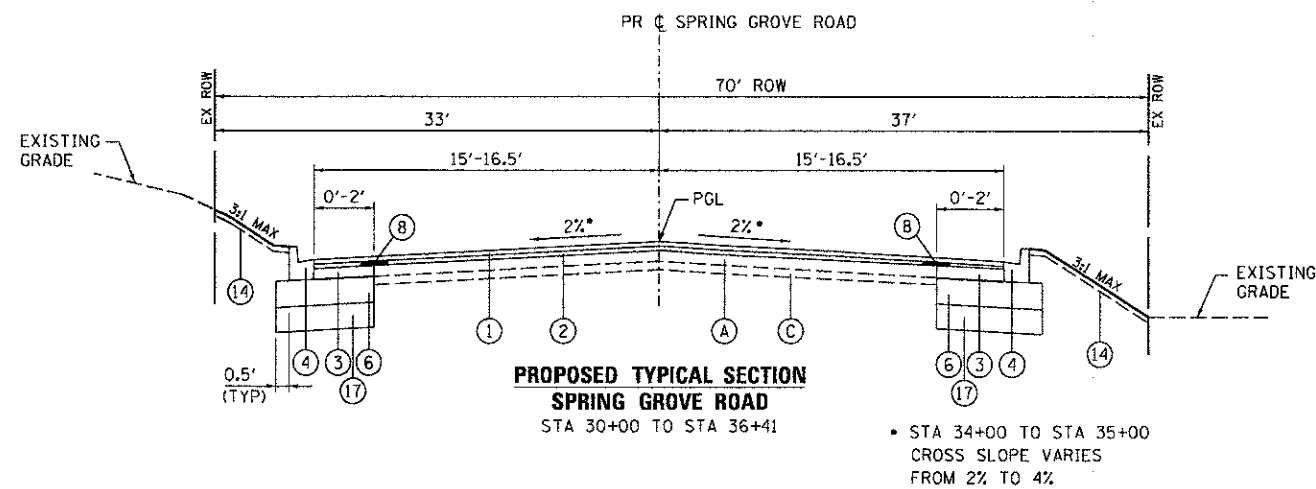 PR ℄ SPRING GROVE ROAD
EX ROW
70' ROW
EX ROW
33'
37'
EXISTING
GRADE
15'-16.5'
15'-16.5'
0'-2'
0'-2'
3:1 MAX
8
2%*
PGL
2%*
8
3:1 MAX
EXISTING
GRADE
14
4
3
6
1
2
A
C
6
3
4
14
17
17
0.5'
(TYP)
PROPOSED TYPICAL SECTION
SPRING GROVE ROAD
STA 30+00 TO STA 36+41
* STA 34+00 TO STA 35+00
CROSS SLOPE VARIES
FROM 2% TO 4%